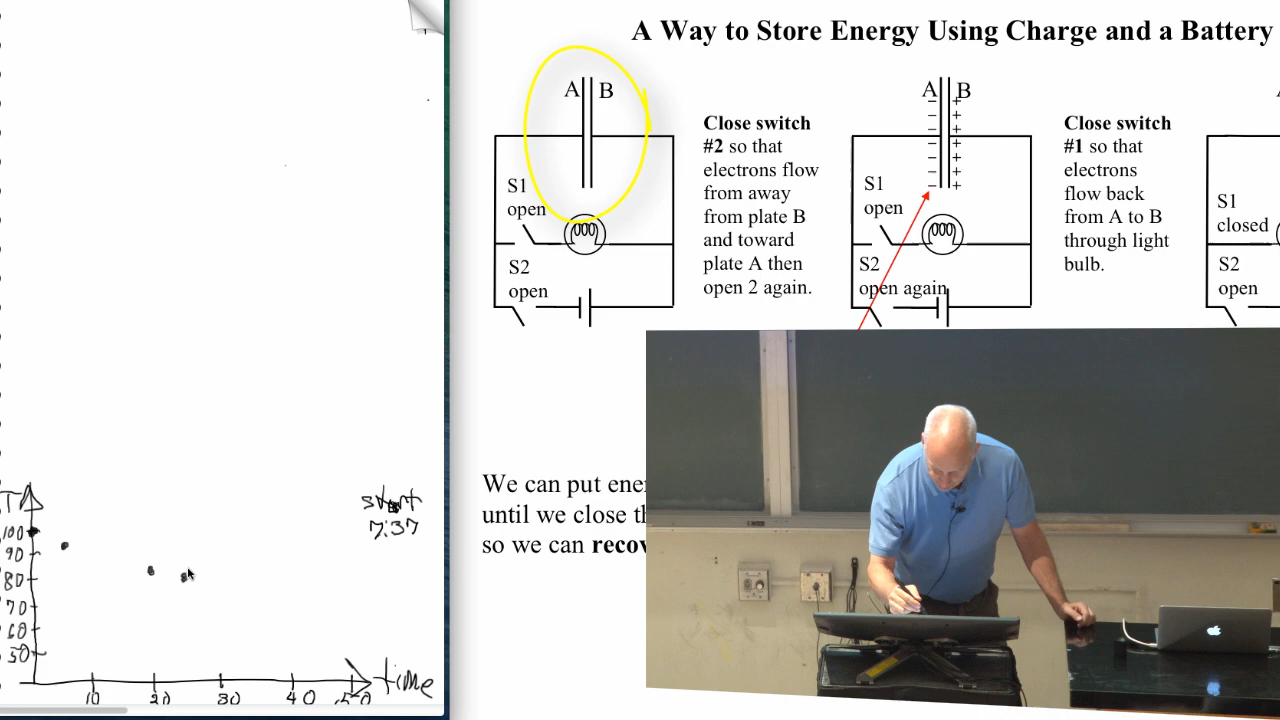 A Way to Store Energy Using Charge and a Battery
A B
S1
open
S2
open
Close switch
#2 so that
electrons flow
from away
from plate B
and toward
plate A then
open 2 again.
A B
S1
open
S2
open again
Close switch
#1 so that
electrons
flow back
from A to B
through light
bulb.
S1
closed
S2
open
We can put
until we close
so we can
T
100
90
80
70
60
50
10 20 30 40 50 time
start
7:37